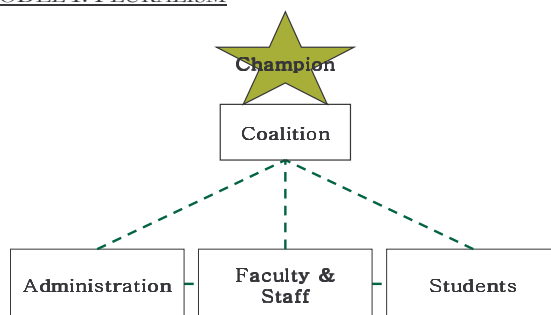 Champion
Coalition
Administration
Faculty &
Staff
Students